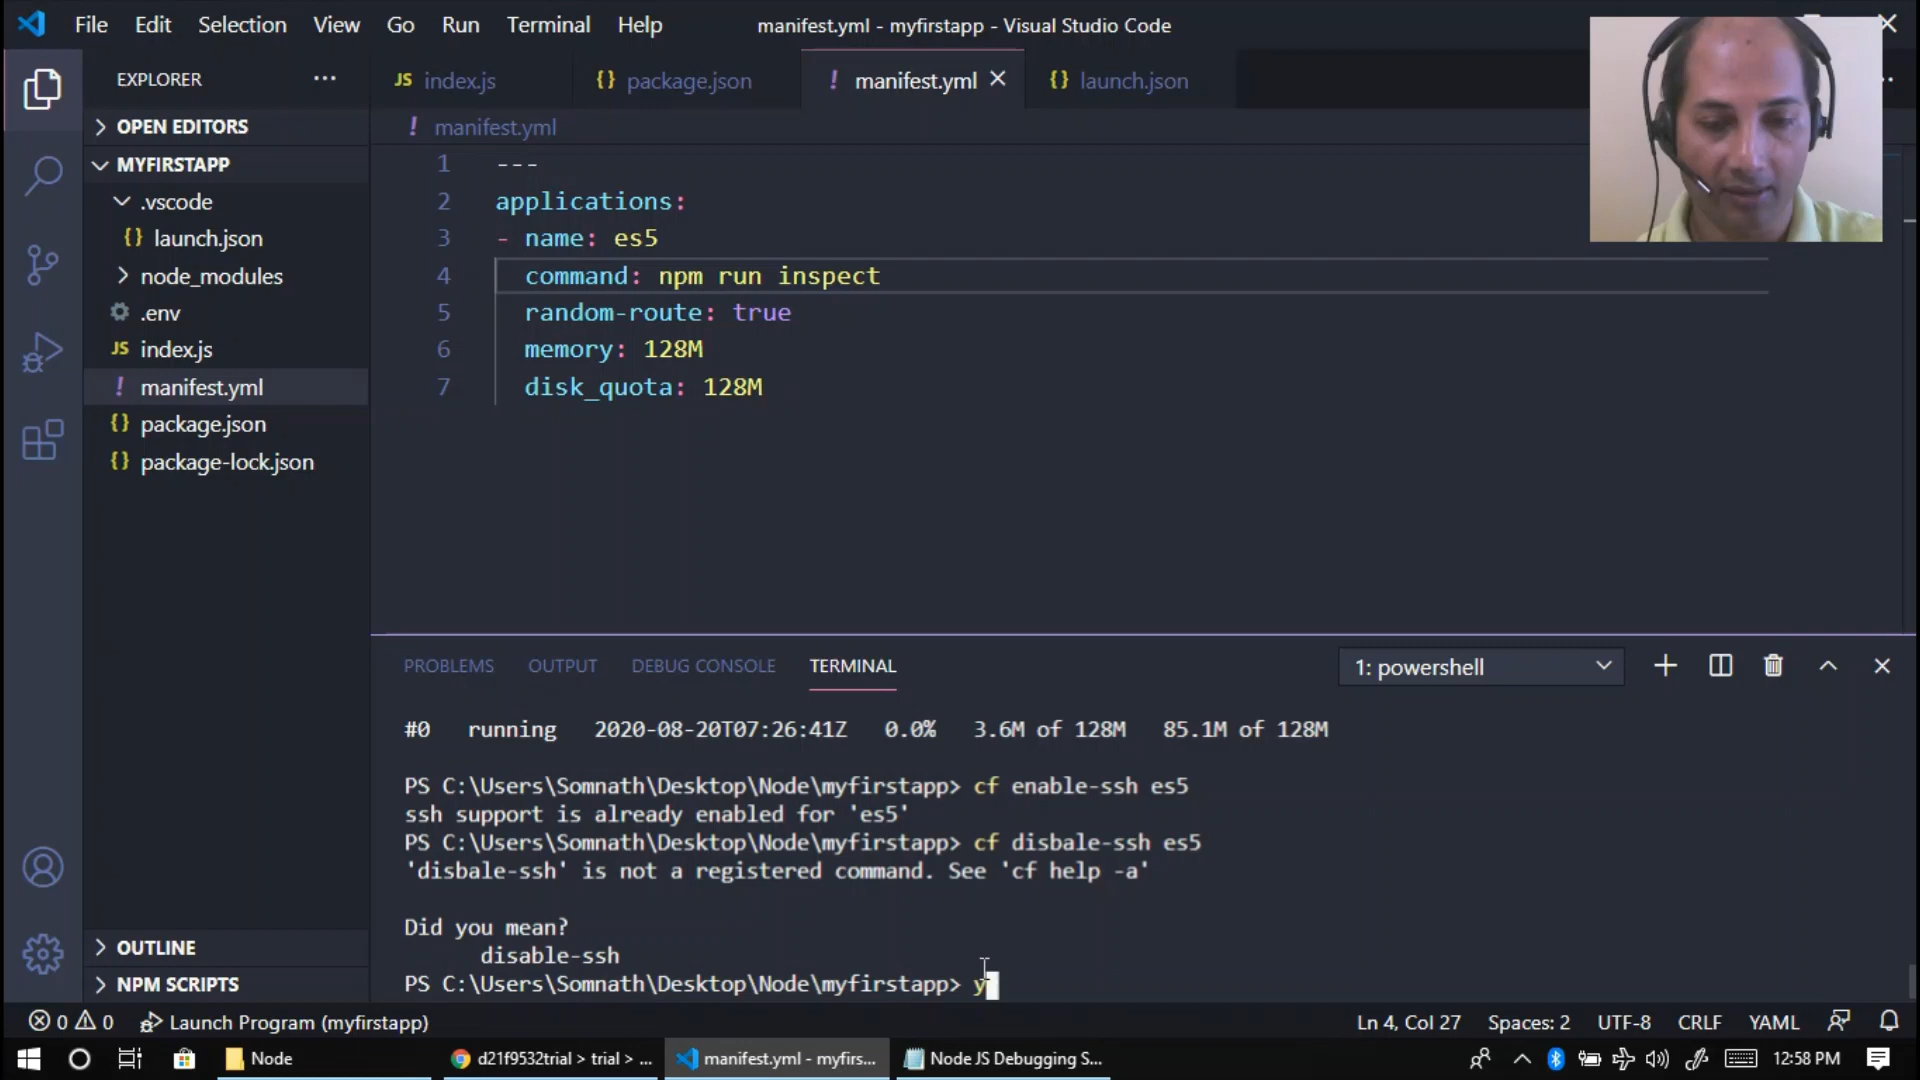 File Edit Selection View Go Run Terminal Help manifest.yml - myfirstapp - Visual Studio Code
EXPLORER ···
JS index.js {} package.json ! manifest.yml × {} launch.json
OPEN EDITORS
! manifest.yml
MYFIRSTAPP
.vscode
{} launch.json
node_modules
.env
JS index.js
! manifest.yml
{} package.json
{} package-lock.json
OUTLINE
NPM SCRIPTS
1 ---
2 applications:
3 - name: es5
4 command: npm run inspect
5 random-route: true
6 memory: 128M
7 disk_quota: 128M
PROBLEMS OUTPUT DEBUG CONSOLE TERMINAL 1: powershell
#0 running 2020-08-20T07:26:41Z 0.0% 3.6M of 128M 85.1M of 128M
PS C:\Users\Somnath\Desktop\Node\myfirstapp> cf enable-ssh es5
ssh support is already enabled for 'es5'
PS C:\Users\Somnath\Desktop\Node\myfirstapp> cf disbale-ssh es5
'disbale-ssh' is not a registered command. See 'cf help -a'
Did you mean?
disable-ssh
PS C:\Users\Somnath\Desktop\Node\myfirstapp> y
0 0 Launch Program (myfirstapp) Ln 4, Col 27 Spaces: 2 UTF-8 CRLF YAML
Node d21f9532trial > trial > ... manifest.yml - myfirs... Node JS Debugging S... 12:58 PM